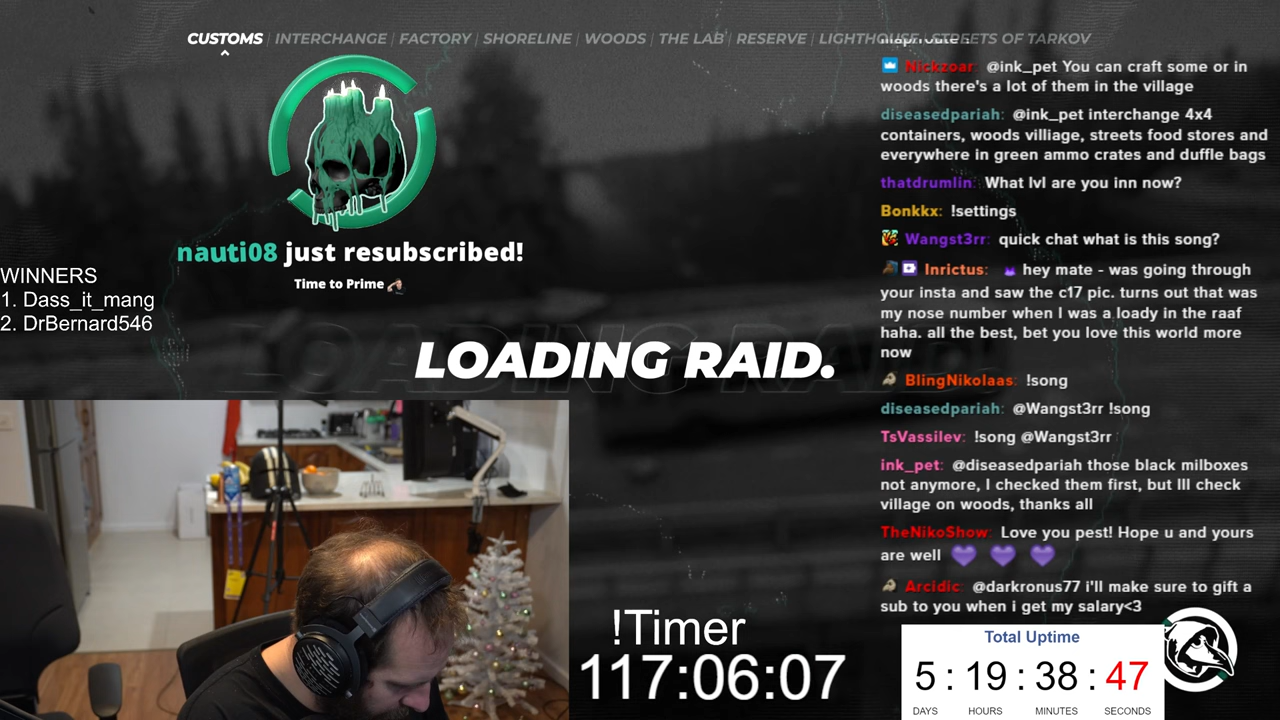 CUSTOMS | INTERCHANGE | FACTORY | SHORELINE | WOODS | THE LAB | RESERVE | LIGHTHOUSE | STREETS OF TARKOV
Nickzoar: @ink_pet You can craft some or in
woods there's a lot of them in the village
diseasedpariah: @ink_pet interchange 4x4
containers, woods villiage, streets food stores and
everywhere in green ammo crates and duffle bags
thatdrumlin: What lvl are you inn now?
Bonkkx: !settings
Wangst3rr: quick chat what is this song?
Inrictus: hey mate - was going through
your insta and saw the c17 pic. turns out that was
my nose number when I was a loady in the raaf
haha. all the best, bet you love this world more
now
BlingNikolaas: !song
diseasedpariah: @Wangst3rr !song
TsVassilev: !song @Wangst3rr
ink_pet: @diseasedpariah those black milboxes
not anymore, I checked them first, but Ill check
village on woods, thanks all
TheNikoShow: Love you pest! Hope u and yours
are well
Arcidic: @darkronus77 i'll make sure to gift a
sub to you when i get my salary<3
nauti08 just resubscribed!
Time to Prime
WINNERS
1. Dass_it_mang
2. DrBernard546
LOADING RAID.
!Timer
117:06:07
Total Uptime
5 : 19 : 38 : 47
DAYS HOURS MINUTES SECONDS